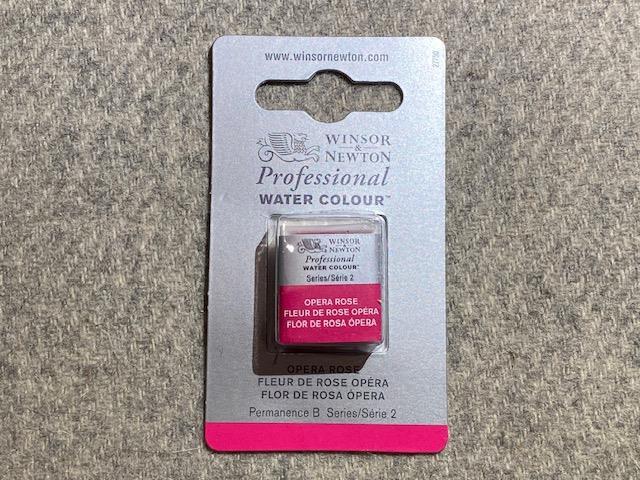 www.winsornewton.com
WINSOR
&
NEWTON
Professional
WATER COLOUR™
WINSOR
&
NEWTON
Professional
WATER COLOUR™
Series/Série 2
OPERA ROSE
FLEUR DE ROSE OPÉRA
FLOR DE ROSA ÓPERA
OPERA ROSE
FLEUR DE ROSE OPÉRA
FLOR DE ROSA ÓPERA
Permanence B Series/Série 2